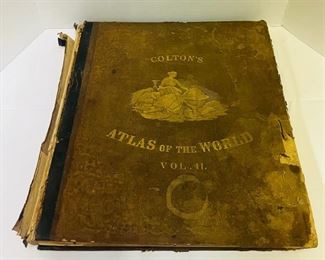 COLTON'S
ATLAS OF THE WORLD
VOL. II.